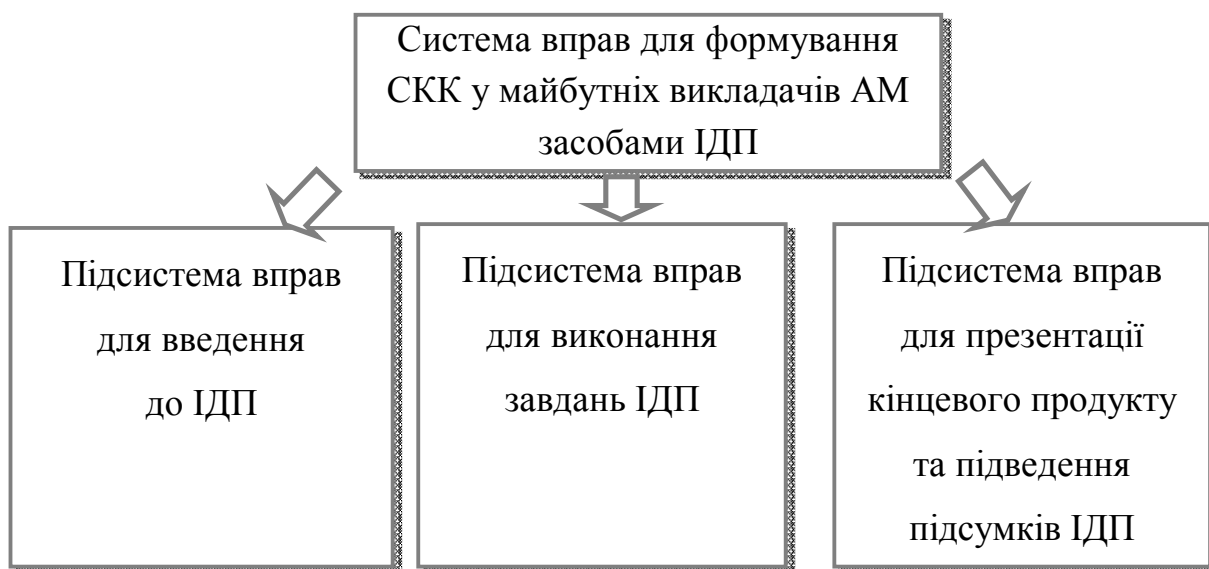 Система вправ для формування
СКК у майбутніх викладачів АМ
засобами ІДП
Підсистема вправ
для введення
до ІДП
Підсистема вправ
для виконання
завдань ІДП
Підсистема вправ
для презентації
кінцевого продукту
та підведення
підсумків ІДП